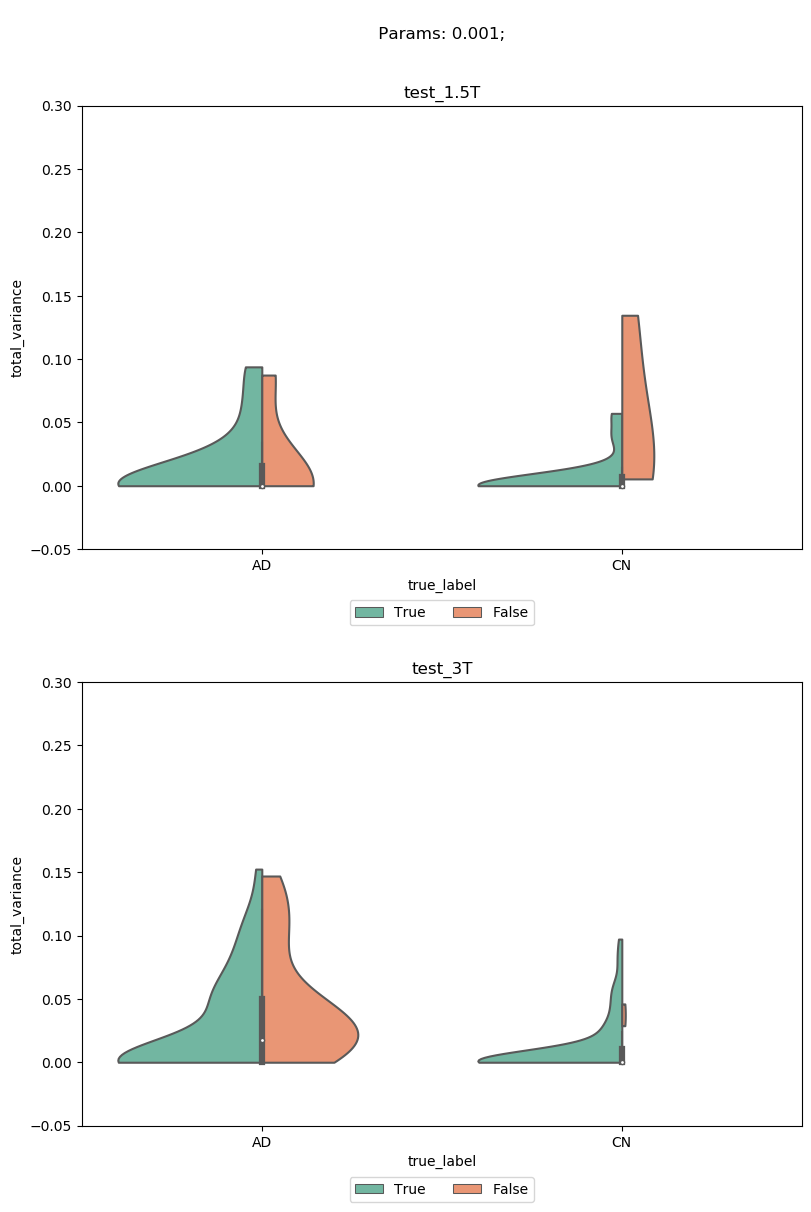 Params: 0.001;
test_1.5T
0.30
0.25
0.20
0.15
0.10
0.05
0.00
−0.05
total_variance
AD CN
true_label
True False
test_3T
0.30
0.25
0.20
0.15
0.10
0.05
0.00
−0.05
total_variance
AD CN
true_label
True False